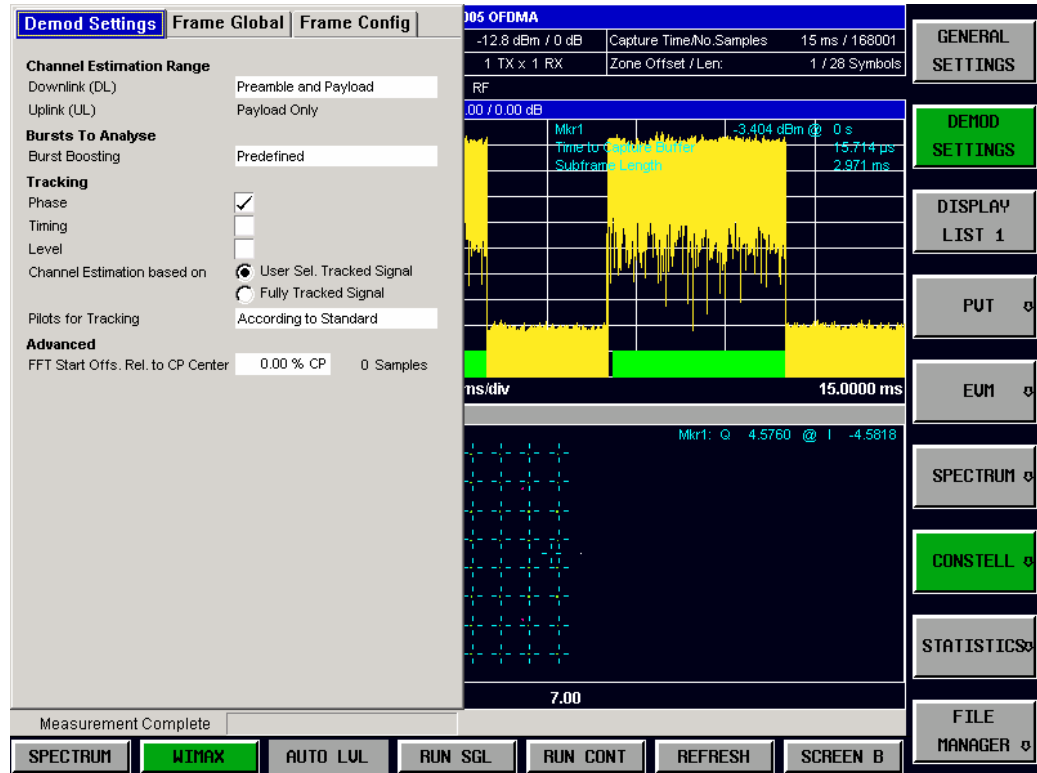 Demod Settings Frame Global Frame Config
Channel Estimation Range
Downlink (DL) Preamble and Payload
Uplink (UL) Payload Only
Bursts To Analyse
Burst Boosting Predefined
Tracking
Phase
Timing
Level
Channel Estimation based on User Sel. Tracked Signal
Fully Tracked Signal
Pilots for Tracking According to Standard
Advanced
FFT Start Offs. Rel. to CP Center 0.00 % CP 0 Samples
Measurement Complete
005 OFDMA
-12.8 dBm / 0 dB Capture Time/No.Samples 15 ms / 168001
1 TX x 1 RX Zone Offset / Len: 1 / 28 Symbols
RF
.00 / 0.00 dB
Mkr1 -3.404 dBm @ 0 s
Time to Capture Buffer 15.714 µs
Subframe Length 2.971 ms
ms/div 15.0000 ms
Mkr1: Q 4.5760 @ I -4.5818
7.00
GENERAL
SETTINGS
DEMOD
SETTINGS
DISPLAY
LIST 1
PVT
EVM
SPECTRUM
CONSTELL
STATISTICS
FILE
MANAGER
SPECTRUM WIMAX AUTO LVL RUN SGL RUN CONT REFRESH SCREEN B